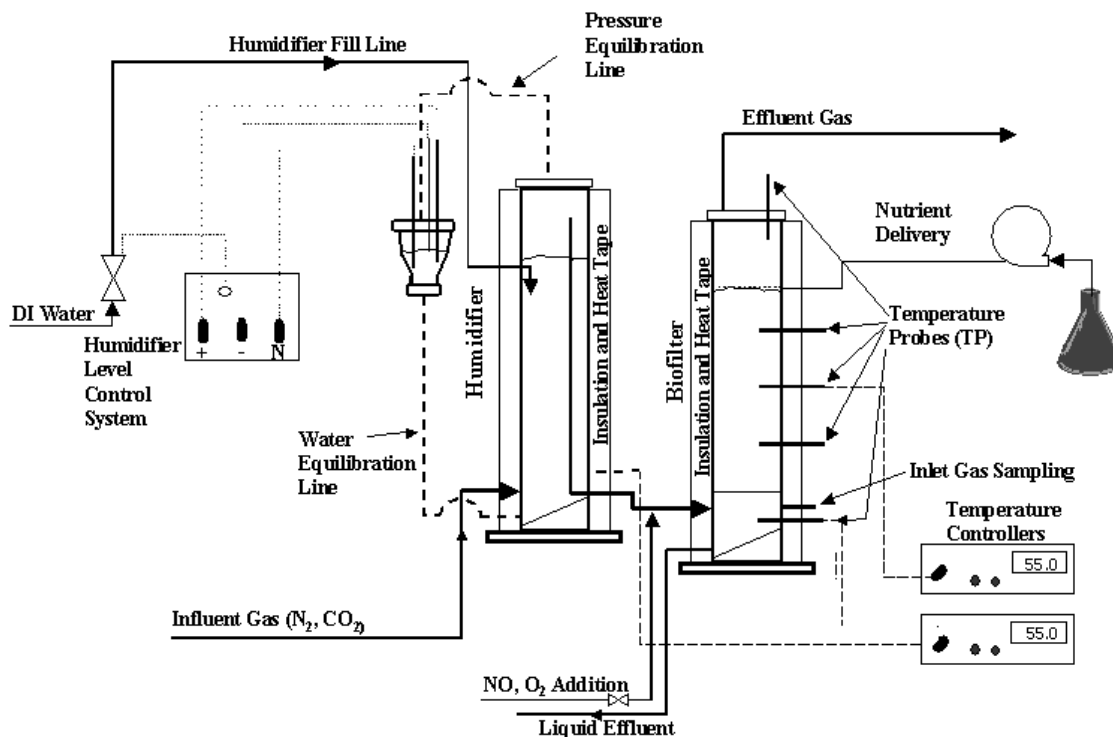 Pressure
Equilibration
Line
Humidifier Fill Line
Effluent Gas
Nutrient
Delivery
DI Water
+ - N
Humidifier
Level
Control
System
Humidifier
Insulation and Heat Tape
Biofilter
Insulation and Heat Tape
Temperature
Probes (TP)
Water
Equilibration
Line
Inlet Gas Sampling
Temperature
Controllers
55.0
55.0
Influent Gas (N₂, CO₂)
NO, O₂ Addition
Liquid Effluent